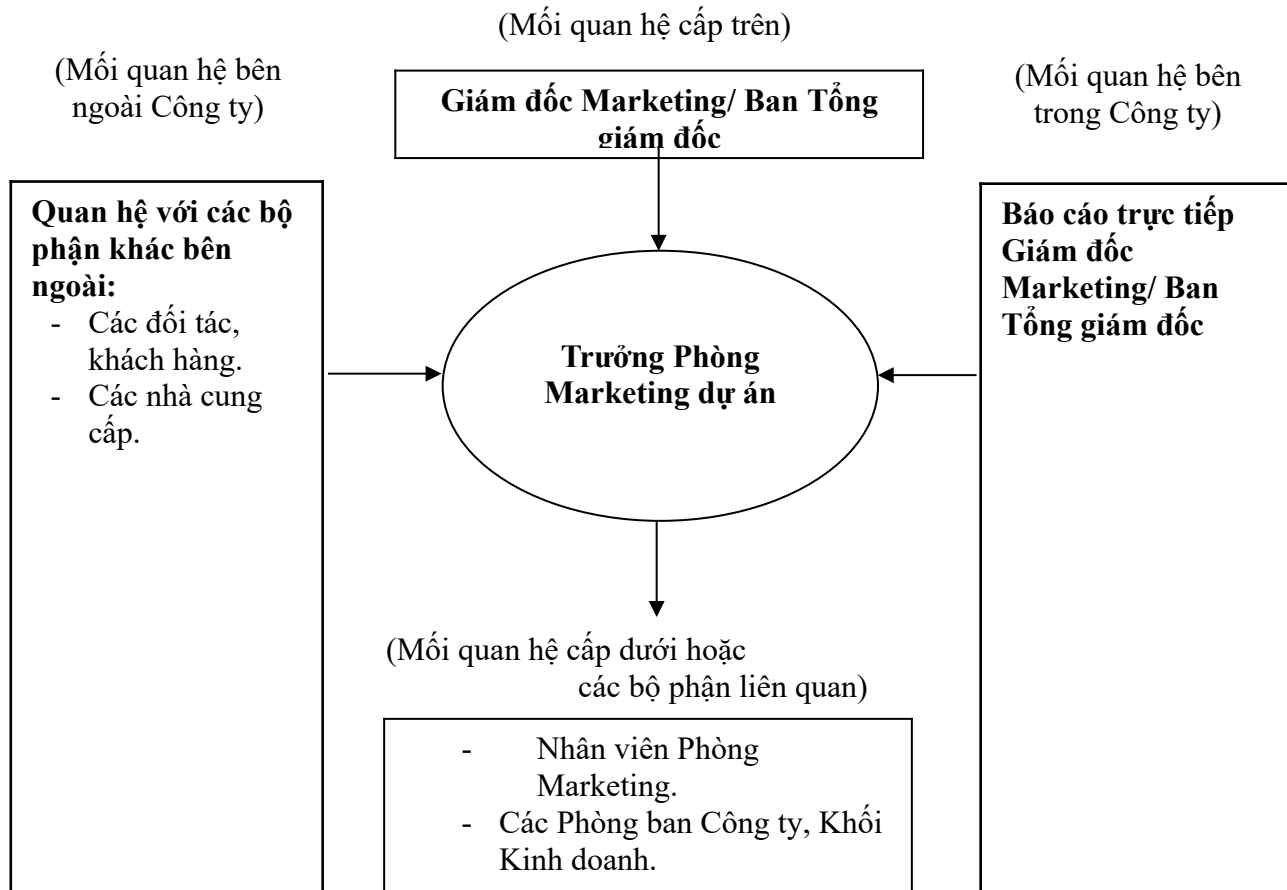 (Mối quan hệ cấp trên)
(Mối quan hệ bên
ngoài Công ty)
Giám đốc Marketing/ Ban Tổng
giám đốc
(Mối quan hệ bên
trong Công ty)
Quan hệ với các bộ
phận khác bên
ngoài:
- Các đối tác,
khách hàng.
- Các nhà cung
cấp.
Trưởng Phòng
Marketing dự án
Báo cáo trực tiếp
Giám đốc
Marketing/ Ban
Tổng giám đốc
(Mối quan hệ cấp dưới hoặc
các bộ phận liên quan)
- Nhân viên Phòng
Marketing.
- Các Phòng ban Công ty, Khối
Kinh doanh.